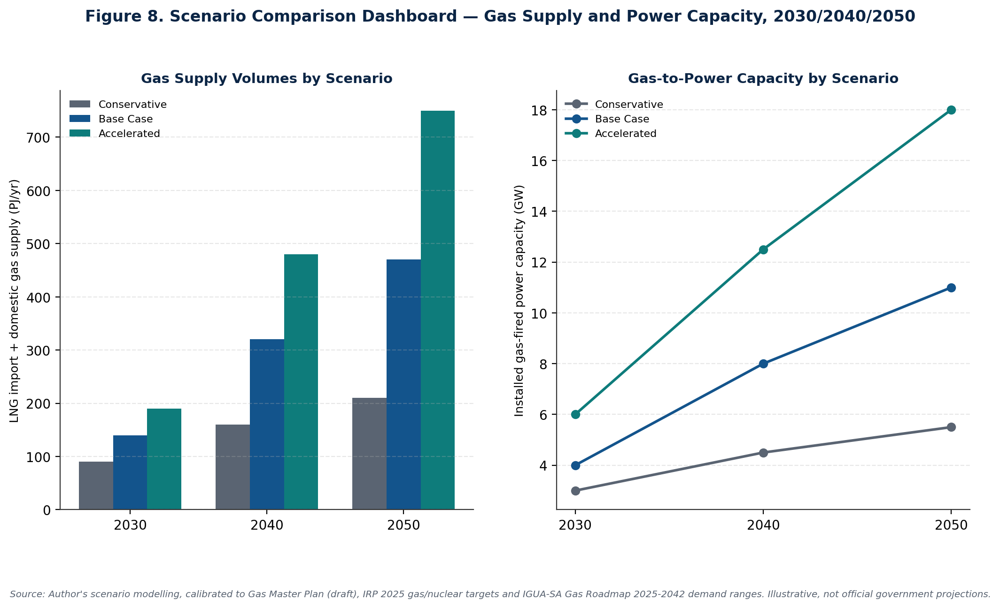 Figure 8. Scenario Comparison Dashboard — Gas Supply and Power Capacity, 2030/2040/2050
Gas Supply Volumes by Scenario
Conservative
Base Case
Accelerated
LNG import + domestic gas supply (PJ/yr)
700
600
500
400
300
200
100
0
2030
2040
2050
Gas-to-Power Capacity by Scenario
Conservative
Base Case
Accelerated
Installed gas-fired power capacity (GW)
18
16
14
12
10
8
6
4
2030
2040
2050
Source: Author's scenario modelling, calibrated to Gas Master Plan (draft), IRP 2025 gas/nuclear targets and IGUA-SA Gas Roadmap 2025-2042 demand ranges. Illustrative, not official government projections.